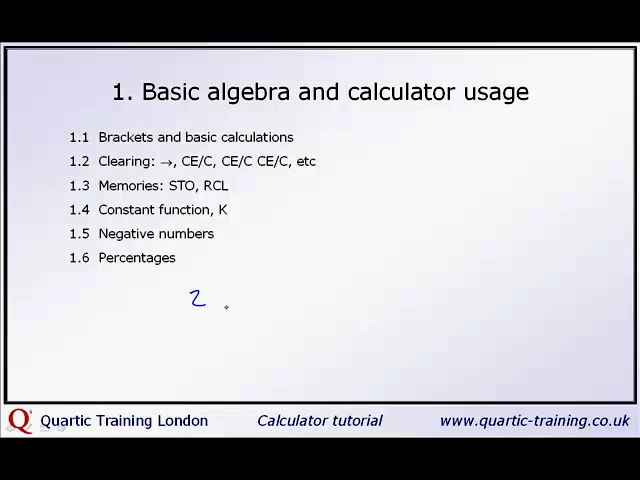 1. Basic algebra and calculator usage
1.1 Brackets and basic calculations
1.2 Clearing: →, CE/C, CE/C CE/C, etc
1.3 Memories: STO, RCL
1.4 Constant function, K
1.5 Negative numbers
1.6 Percentages
2
Q Quartic Training London Calculator tutorial www.quartic-training.co.uk